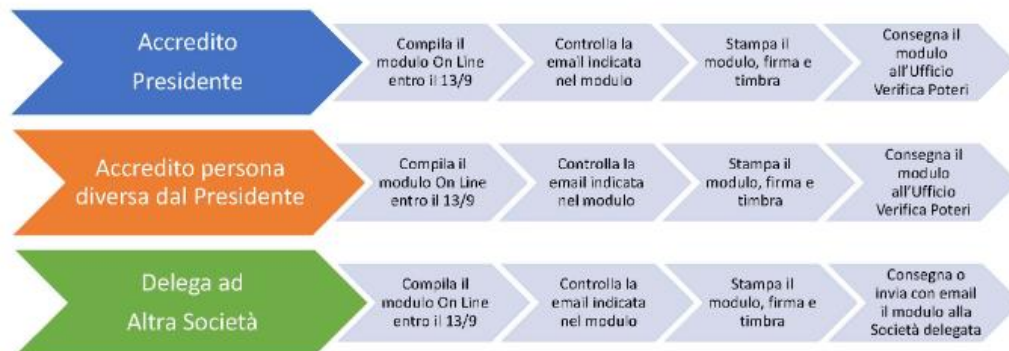 Accredito
Presidente
Compila il
modulo On Line
entro il 13/9
Controlla la
email indicata
nel modulo
Stampa il
modulo, firma e
timbra
Consegna il
modulo
all'Ufficio
Verifica Poteri
Accredito persona
diversa dal Presidente
Compila il
modulo On Line
entro il 13/9
Controlla la
email indicata
nel modulo
Stampa il
modulo, firma e
timbra
Consegna il
modulo
all'Ufficio
Verifica Poteri
Delega ad
Altra Società
Compila il
modulo On Line
entro il 13/9
Controlla la
email indicata
nel modulo
Stampa il
modulo, firma e
timbra
Consegna o
invia con email
il modulo alla
Società delegata